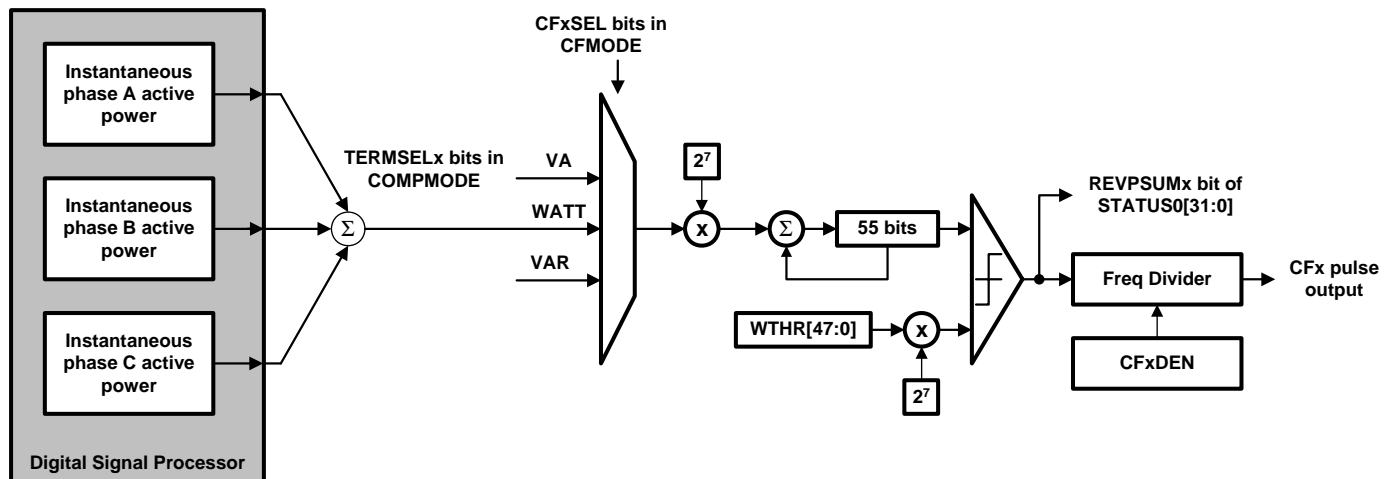 CFxSEL bits in
CFMODE
Instantaneous
phase A active
power
Instantaneous
phase B active
power
Instantaneous
phase C active
power
Digital Signal Processor
Σ
TERMSELx bits in
COMPMODE
VA
WATT
VAR
2⁷
x
Σ
55 bits
WTHR[47:0]
x
2⁷
REVPSUMx bit of
STATUS0[31:0]
Freq Divider
CFxDEN
CFx pulse
output